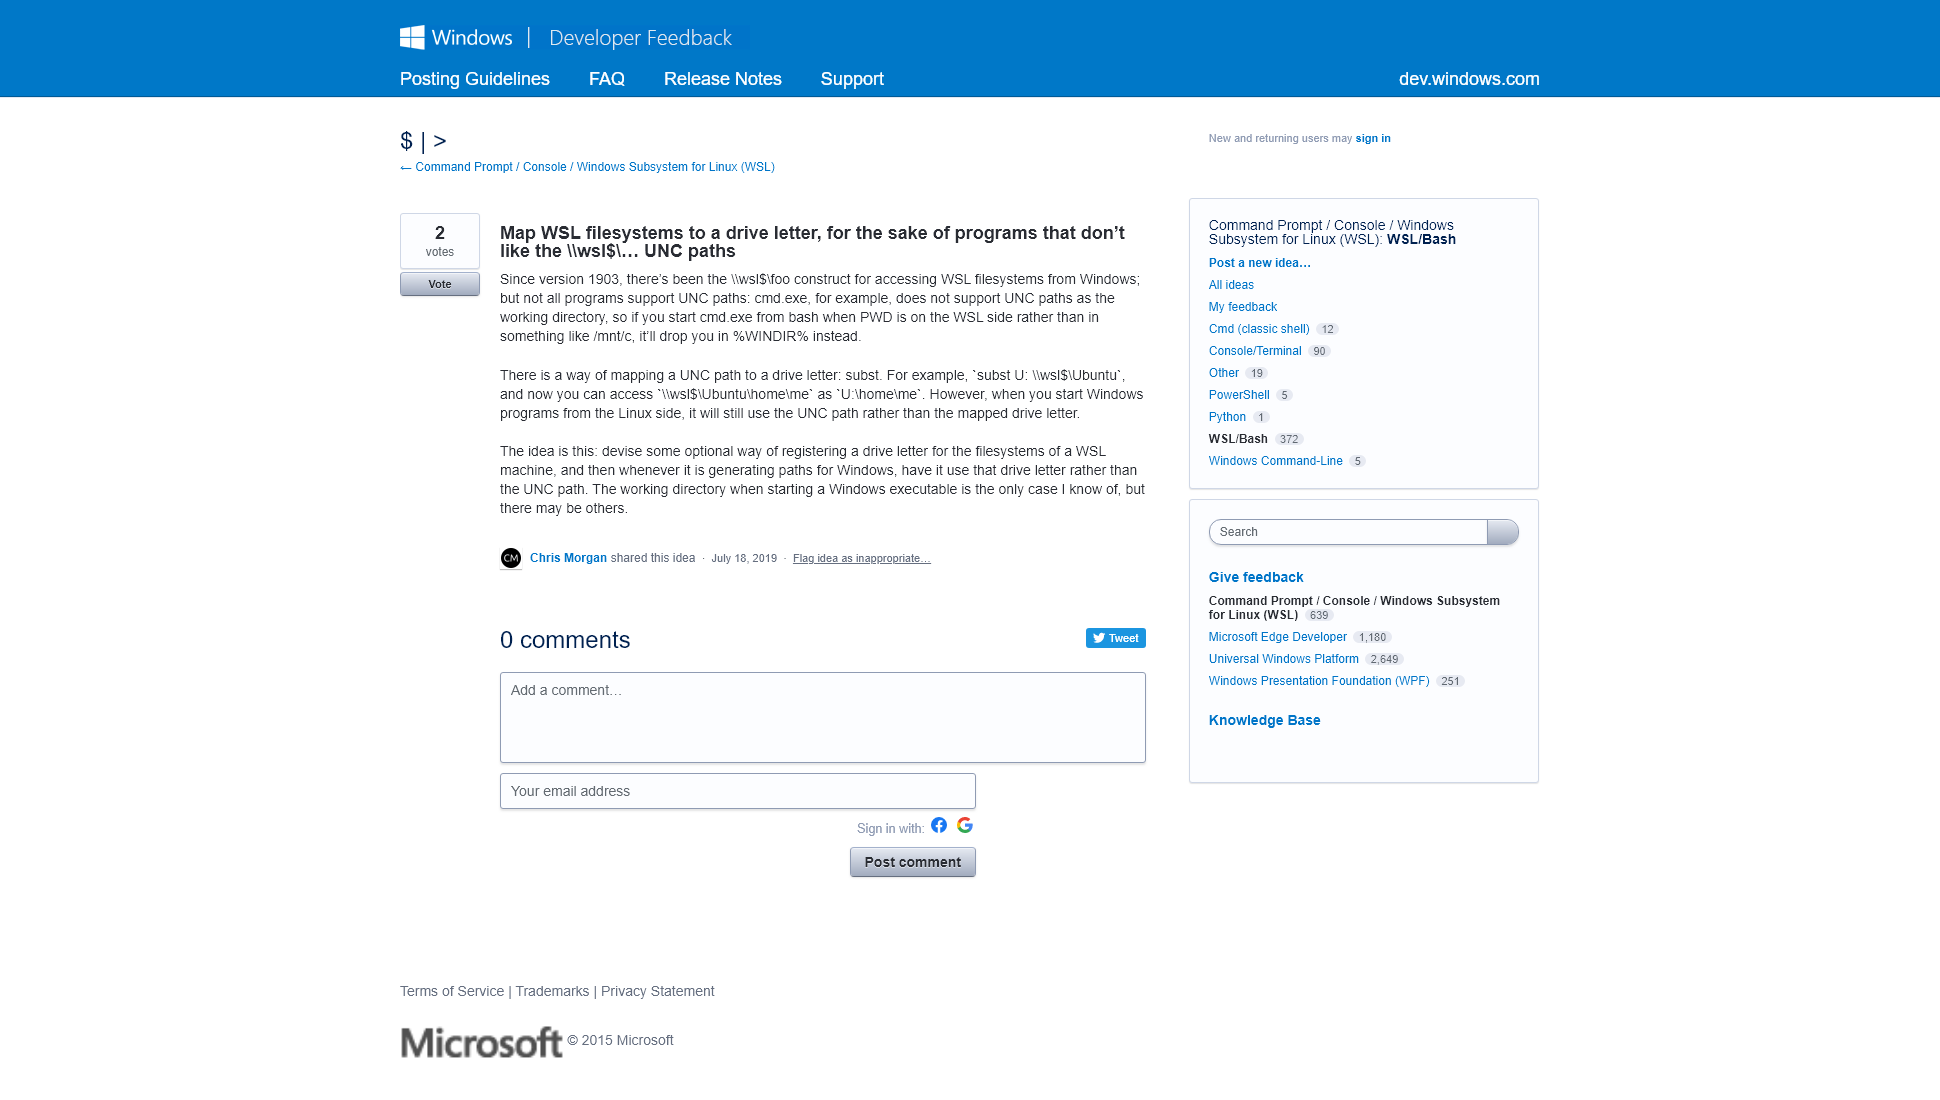 Windows | Developer Feedback
Posting Guidelines FAQ Release Notes Support dev.windows.com
$ | >
New and returning users may sign in
← Command Prompt / Console / Windows Subsystem for Linux (WSL)
2
votes
Vote
Map WSL filesystems to a drive letter, for the sake of programs that don’t
like the \\wsl$\… UNC paths
Since version 1903, there’s been the \\wsl$\foo construct for accessing WSL filesystems from Windows;
but not all programs support UNC paths: cmd.exe, for example, does not support UNC paths as the
working directory, so if you start cmd.exe from bash when PWD is on the WSL side rather than in
something like /mnt/c, it’ll drop you in %WINDIR% instead.
There is a way of mapping a UNC path to a drive letter: subst. For example, `subst U: \\wsl$\Ubuntu`,
and now you can access `\\wsl$\Ubuntu\home\me` as `U:\home\me`. However, when you start Windows
programs from the Linux side, it will still use the UNC path rather than the mapped drive letter.
The idea is this: devise some optional way of registering a drive letter for the filesystems of a WSL
machine, and then whenever it is generating paths for Windows, have it use that drive letter rather than
the UNC path. The working directory when starting a Windows executable is the only case I know of, but
there may be others.
CM Chris Morgan shared this idea · July 18, 2019 · Flag idea as inappropriate…
0 comments
Tweet
Add a comment…
Your email address
Sign in with:
Post comment
Command Prompt / Console / Windows
Subsystem for Linux (WSL): WSL/Bash
Post a new idea…
All ideas
My feedback
Cmd (classic shell) 12
Console/Terminal 90
Other 19
PowerShell 5
Python 1
WSL/Bash 372
Windows Command-Line 5
Search
Give feedback
Command Prompt / Console / Windows Subsystem
for Linux (WSL) 639
Microsoft Edge Developer 1,180
Universal Windows Platform 2,649
Windows Presentation Foundation (WPF) 251
Knowledge Base
Terms of Service | Trademarks | Privacy Statement
Microsoft © 2015 Microsoft